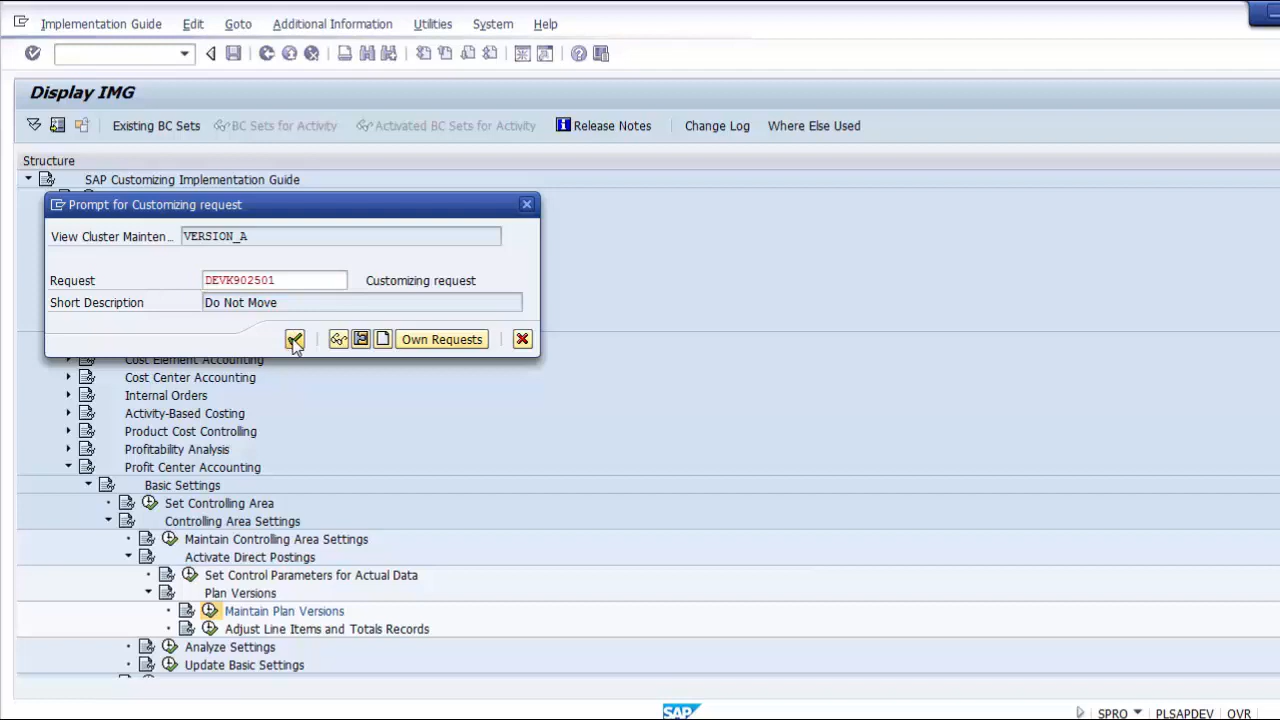 Implementation Guide Edit Goto Additional Information Utilities System Help
Display IMG
Existing BC Sets BC Sets for Activity Activated BC Sets for Activity Release Notes Change Log Where Else Used
Structure
SAP Customizing Implementation Guide
Prompt for Customizing request
View Cluster Mainten... VERSION_A
Request DEVK902501 Customizing request
Short Description Do Not Move
Own Requests
Cost Element Accounting
Cost Center Accounting
Internal Orders
Activity-Based Costing
Product Cost Controlling
Profitability Analysis
Profit Center Accounting
Basic Settings
Set Controlling Area
Controlling Area Settings
Maintain Controlling Area Settings
Activate Direct Postings
Set Control Parameters for Actual Data
Plan Versions
Maintain Plan Versions
Adjust Line Items and Totals Records
Analyze Settings
Update Basic Settings
SAP SPRO PLSAPDEV OVR